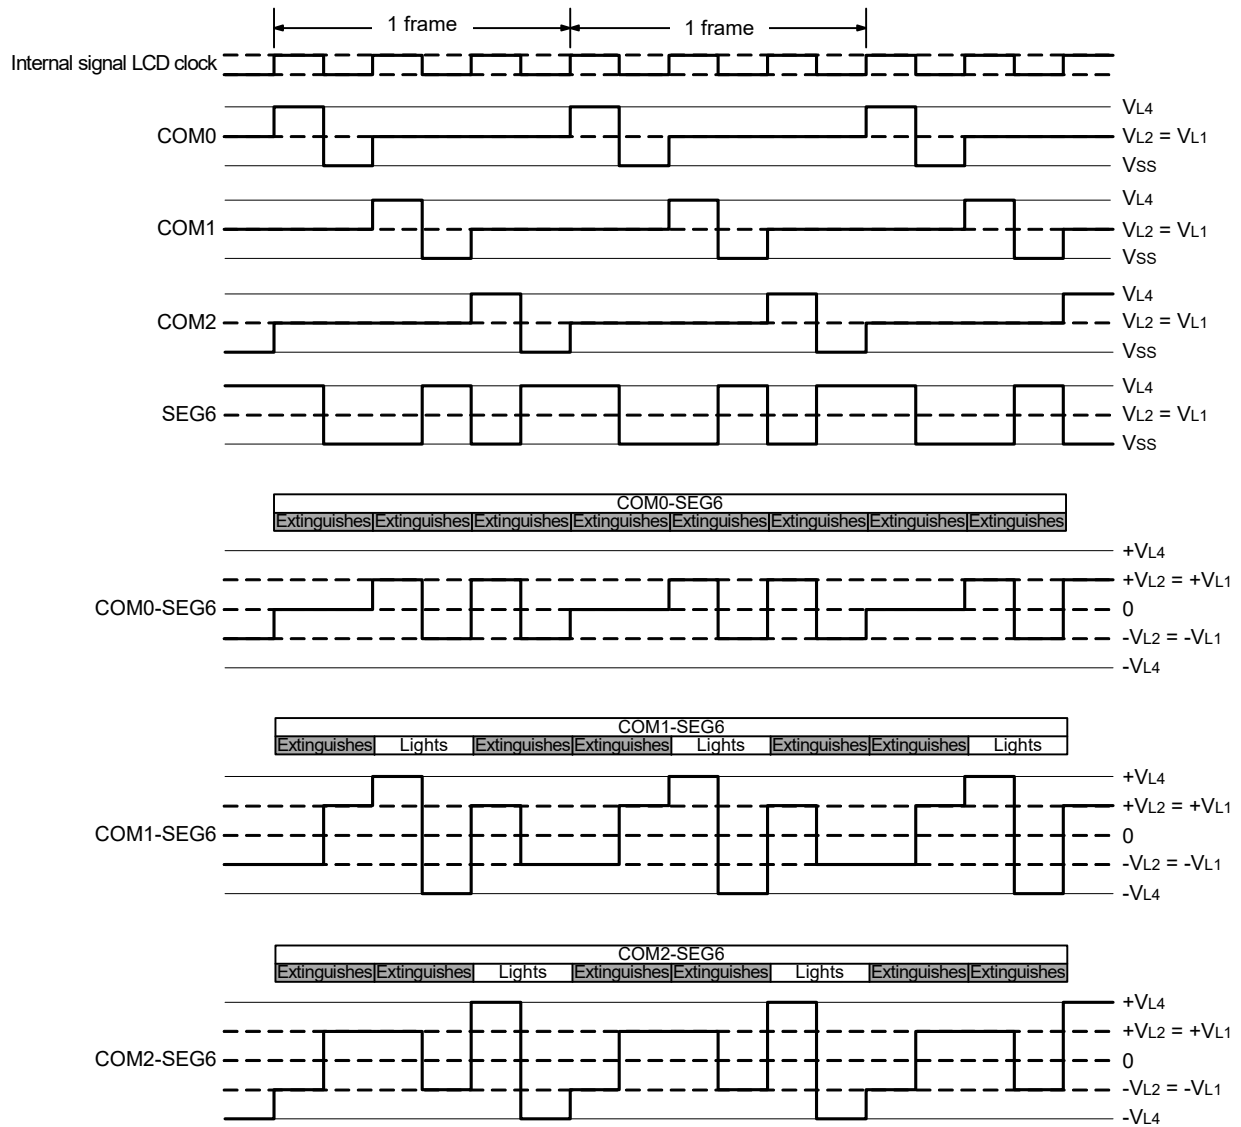 1 frame 1 frame
Internal signal LCD clock
VL4
COM0 VL2 = VL1
VSS
VL4
COM1 VL2 = VL1
VSS
VL4
COM2 VL2 = VL1
VSS
VL4
SEG6 VL2 = VL1
VSS
COM0-SEG6
Extinguishes Extinguishes Extinguishes Extinguishes Extinguishes Extinguishes Extinguishes Extinguishes
+VL4
+VL2 = +VL1
COM0-SEG6 0
-VL2 = -VL1
-VL4
COM1-SEG6
Extinguishes Lights Extinguishes Extinguishes Lights Extinguishes Extinguishes Lights
+VL4
+VL2 = +VL1
COM1-SEG6 0
-VL2 = -VL1
-VL4
COM2-SEG6
Extinguishes Extinguishes Lights Extinguishes Extinguishes Lights Extinguishes Extinguishes
+VL4
+VL2 = +VL1
COM2-SEG6 0
-VL2 = -VL1
-VL4